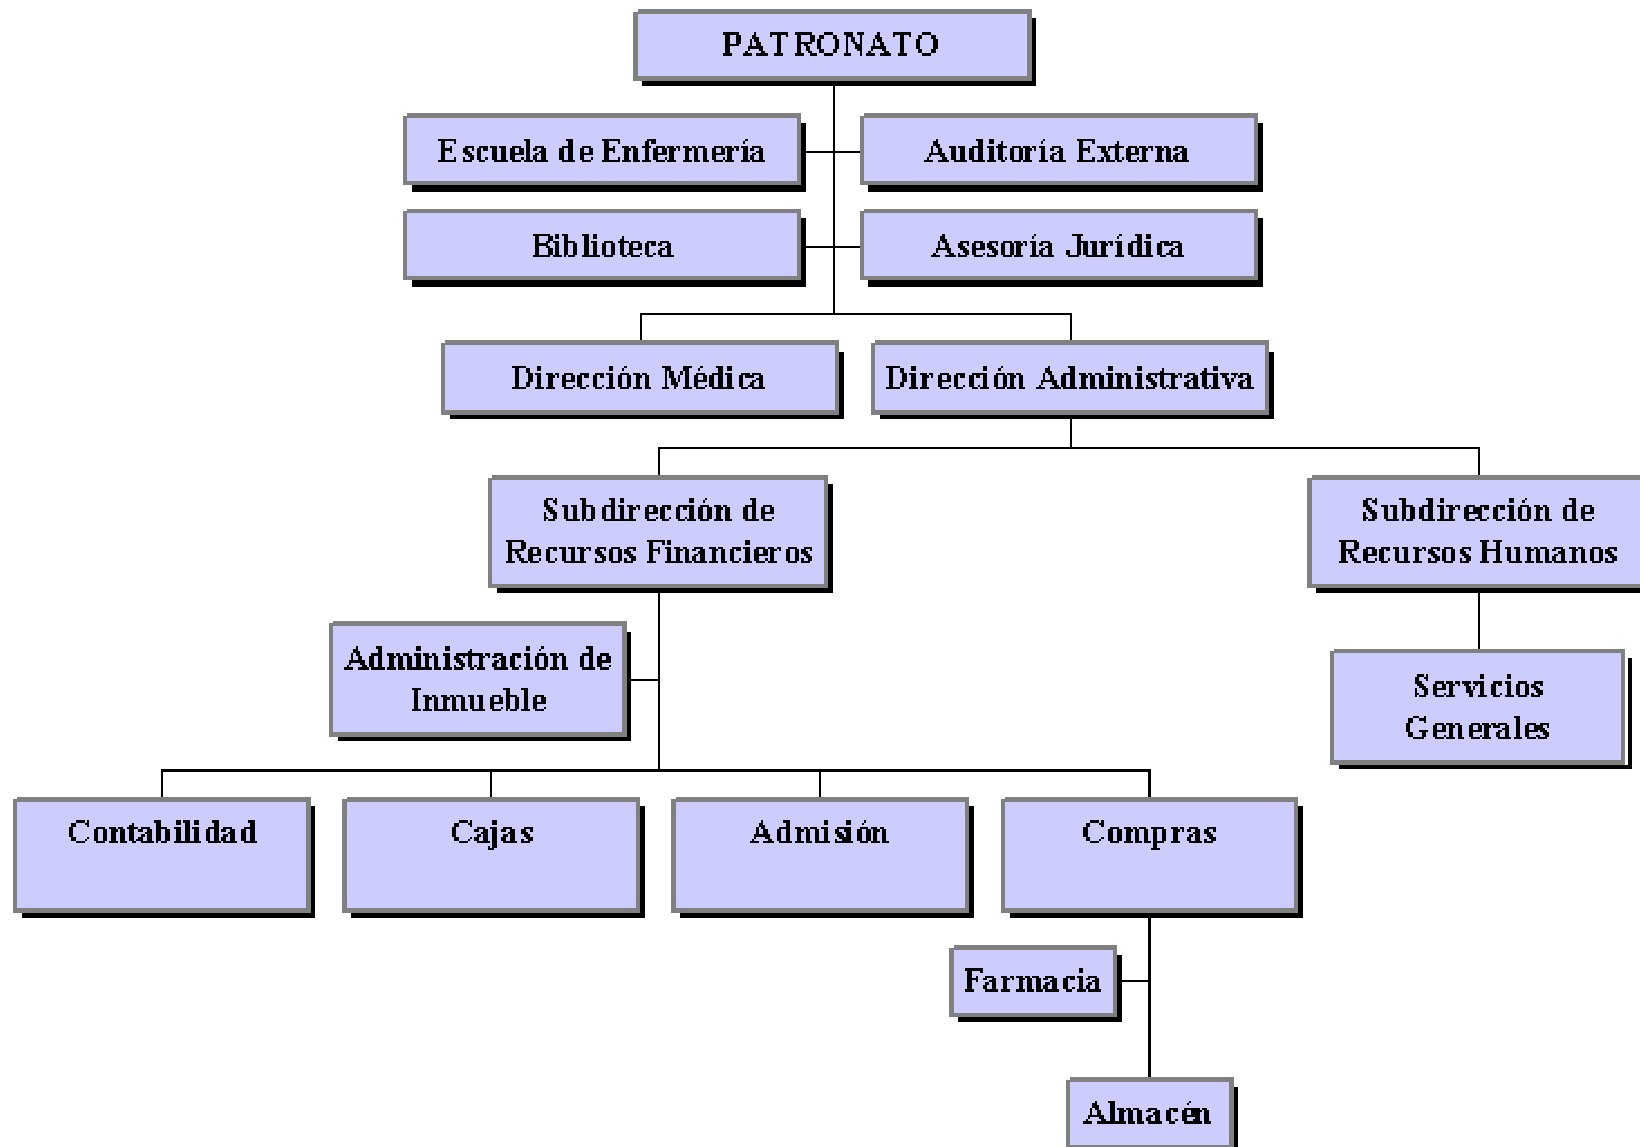 PATRONATO
Escuela de Enfermería
Auditoría Externa
Biblioteca
Asesoría Jurídica
Dirección Médica
Dirección Administrativa
Subdirección de
Recursos Financieros
Subdirección de
Recursos Humanos
Administración de
Inmueble
Servicios
Generales
Contabilidad
Cajas
Admisión
Compras
Farmacia
Almacén